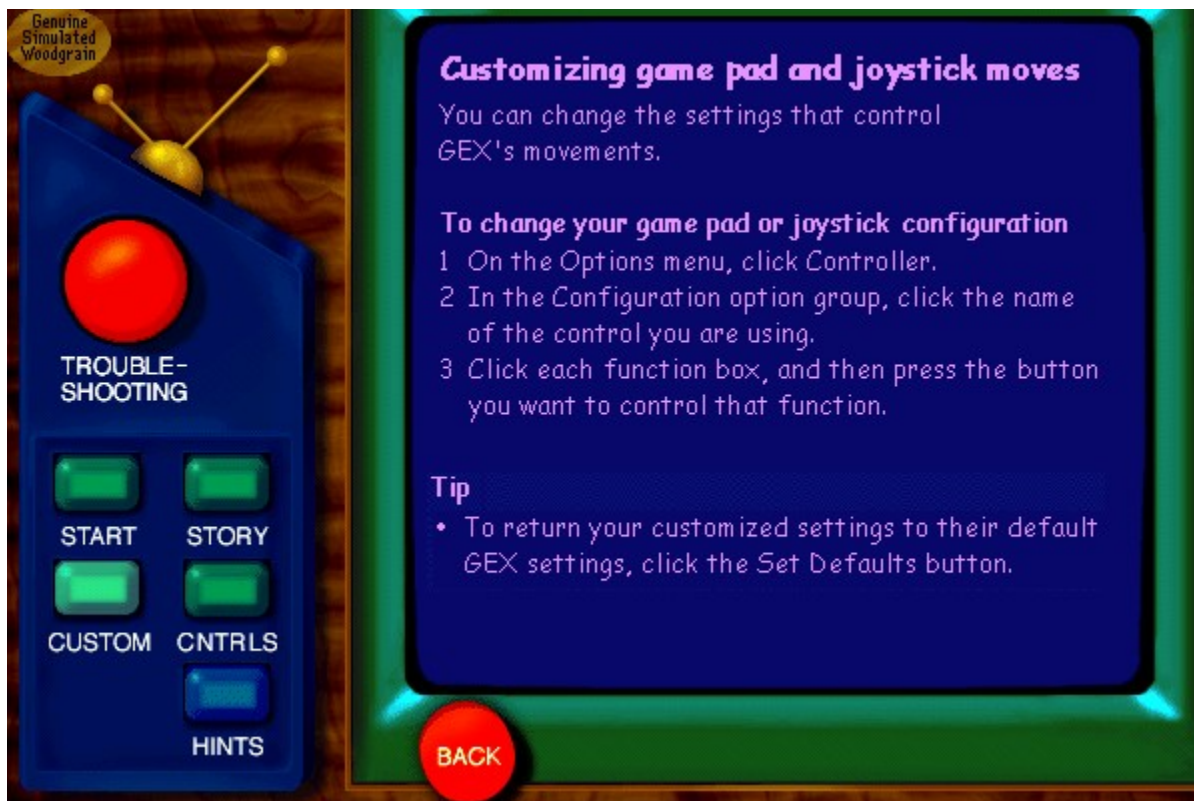 Genuine
Simulated
Woodgrain
TROUBLE-
SHOOTING
START
STORY
CUSTOM
CNTRLS
HINTS
Customizing game pad and joystick moves
You can change the settings that control
GEX's movements.
To change your game pad or joystick configuration
1 On the Options menu, click Controller.
2 In the Configuration option group, click the name
of the control you are using.
3 Click each function box, and then press the button
you want to control that function.
Tip
• To return your customized settings to their default
GEX settings, click the Set Defaults button.
BACK